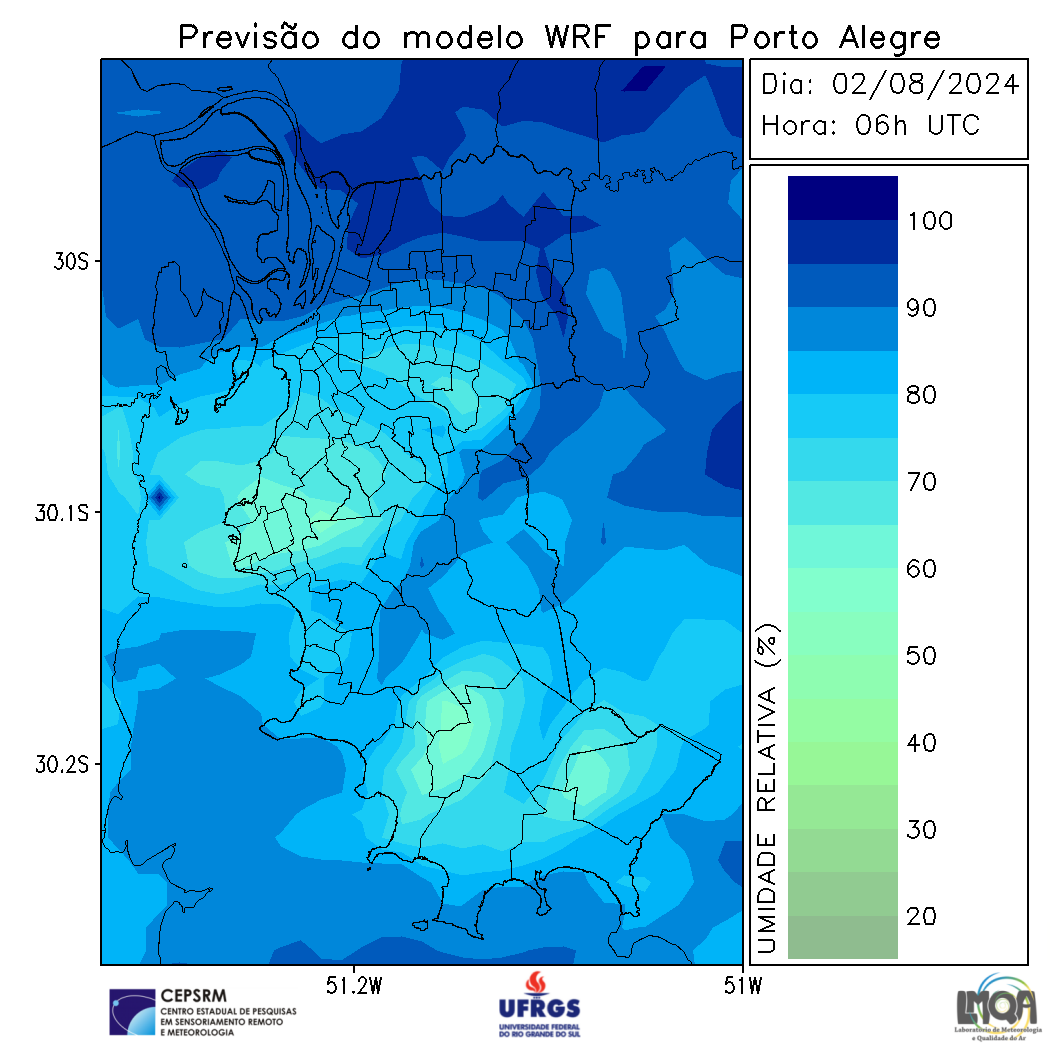 Previsão do modelo WRF para Porto Alegre
Dia: 02/08/2024
Hora: 06h UTC
100
90
80
70
60
50
40
30
20
UMIDADE RELATIVA (%)
30S
30.1S
30.2S
51.2W
51W
CEPSRM
CENTRO ESTADUAL DE PESQUISAS
EM SENSORIAMENTO REMOTO
E METEOROLOGIA
UFRGS
UNIVERSIDADE FEDERAL
DO RIO GRANDE DO SUL
LMQA
Laboratório de Meteorologia
e Qualidade do Ar